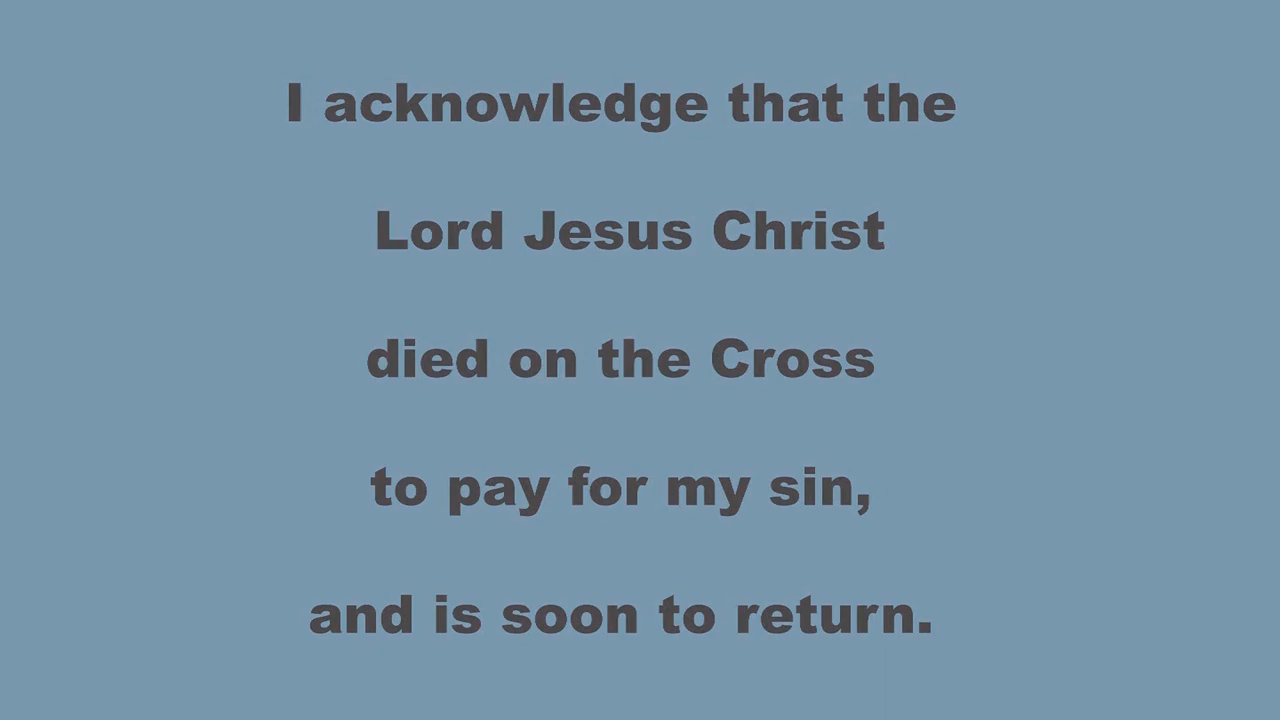 I acknowledge that the
Lord Jesus Christ
died on the Cross
to pay for my sin,
and is soon to return.